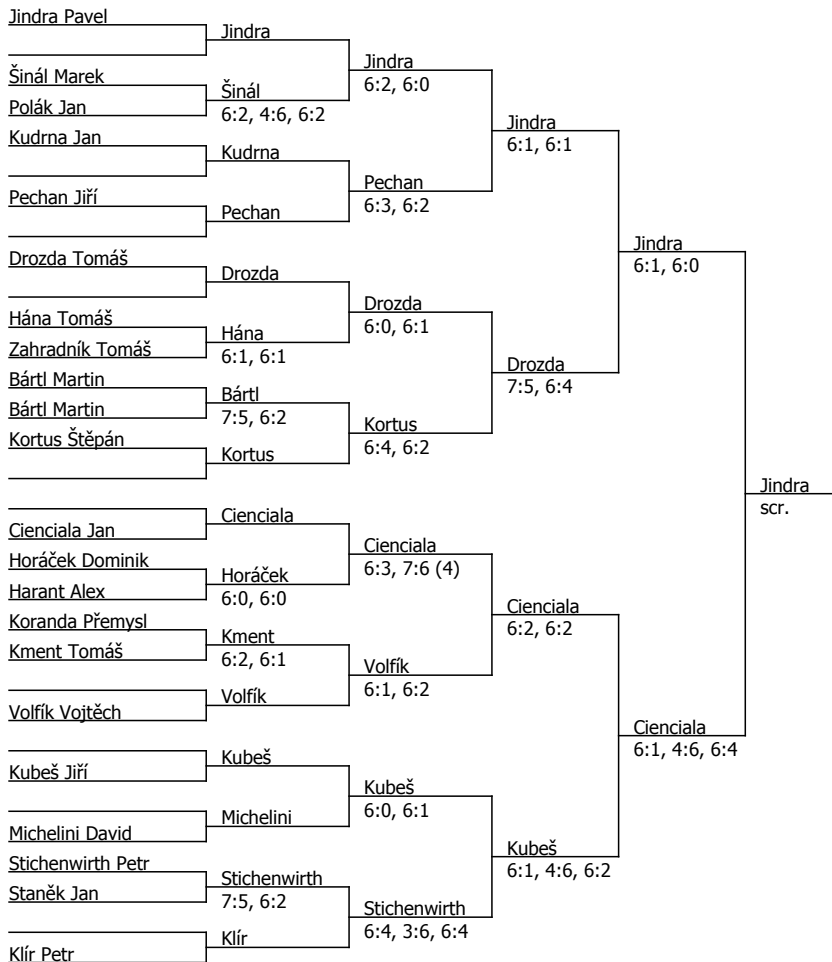 Jindra Pavel
Šinál Marek
Polák Jan
Kudrna Jan
Pechan Jiří
Drozda Tomáš
Hána Tomáš
Zahradník Tomáš
Bártl Martin
Bártl Martin
Kortus Štěpán
Cienciala Jan
Horáček Dominik
Harant Alex
Koranda Přemysl
Kment Tomáš
Volfík Vojtěch
Kubeš Jiří
Michelini David
Stichenwirth Petr
Staněk Jan
Klír Petr
Jindra
Šinál
6:2, 4:6, 6:2
Kudrna
Pechan
Drozda
Hána
6:1, 6:1
Bártl
7:5, 6:2
Kortus
Cienciala
Horáček
6:0, 6:0
Kment
6:2, 6:1
Volfík
Kubeš
Michelini
Stichenwirth
7:5, 6:2
Klír
Jindra
6:2, 6:0
Pechan
6:3, 6:2
Drozda
6:0, 6:1
Kortus
6:4, 6:2
Cienciala
6:3, 7:6 (4)
Volfík
6:1, 6:2
Kubeš
6:0, 6:1
Stichenwirth
6:4, 3:6, 6:4
Jindra
6:1, 6:1
Drozda
7:5, 6:4
Cienciala
6:2, 6:2
Kubeš
6:1, 4:6, 6:2
Jindra
6:1, 6:0
Cienciala
6:1, 4:6, 6:4
Jindra
scr.